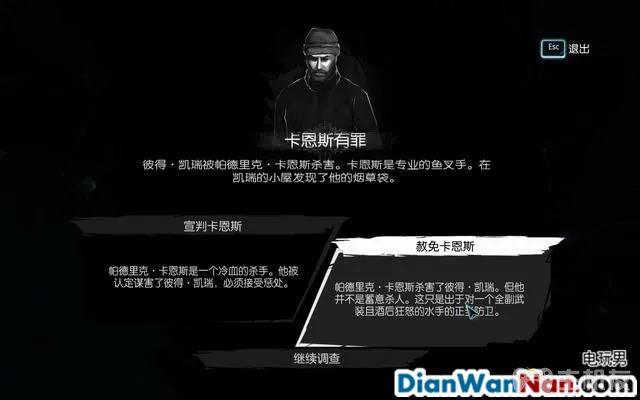 Esc 退出
卡恩斯有罪
彼得·凯瑞被帕德里克·卡恩斯杀害。卡恩斯是专业的鱼叉手。在
凯瑞的小屋发现了他的烟草袋。
宣判卡恩斯
帕德里克·卡恩斯是一个冷血的杀手。他被
认定谋害了彼得·凯瑞，必须接受惩处。
赦免卡恩斯
帕德里克·卡恩斯杀害了彼得·凯瑞。但他
并不是蓄意杀人。这只是出于对一个全副武
装且酒后狂怒的水手的正当防卫。
继续调查
电玩男
DianWanNan.com